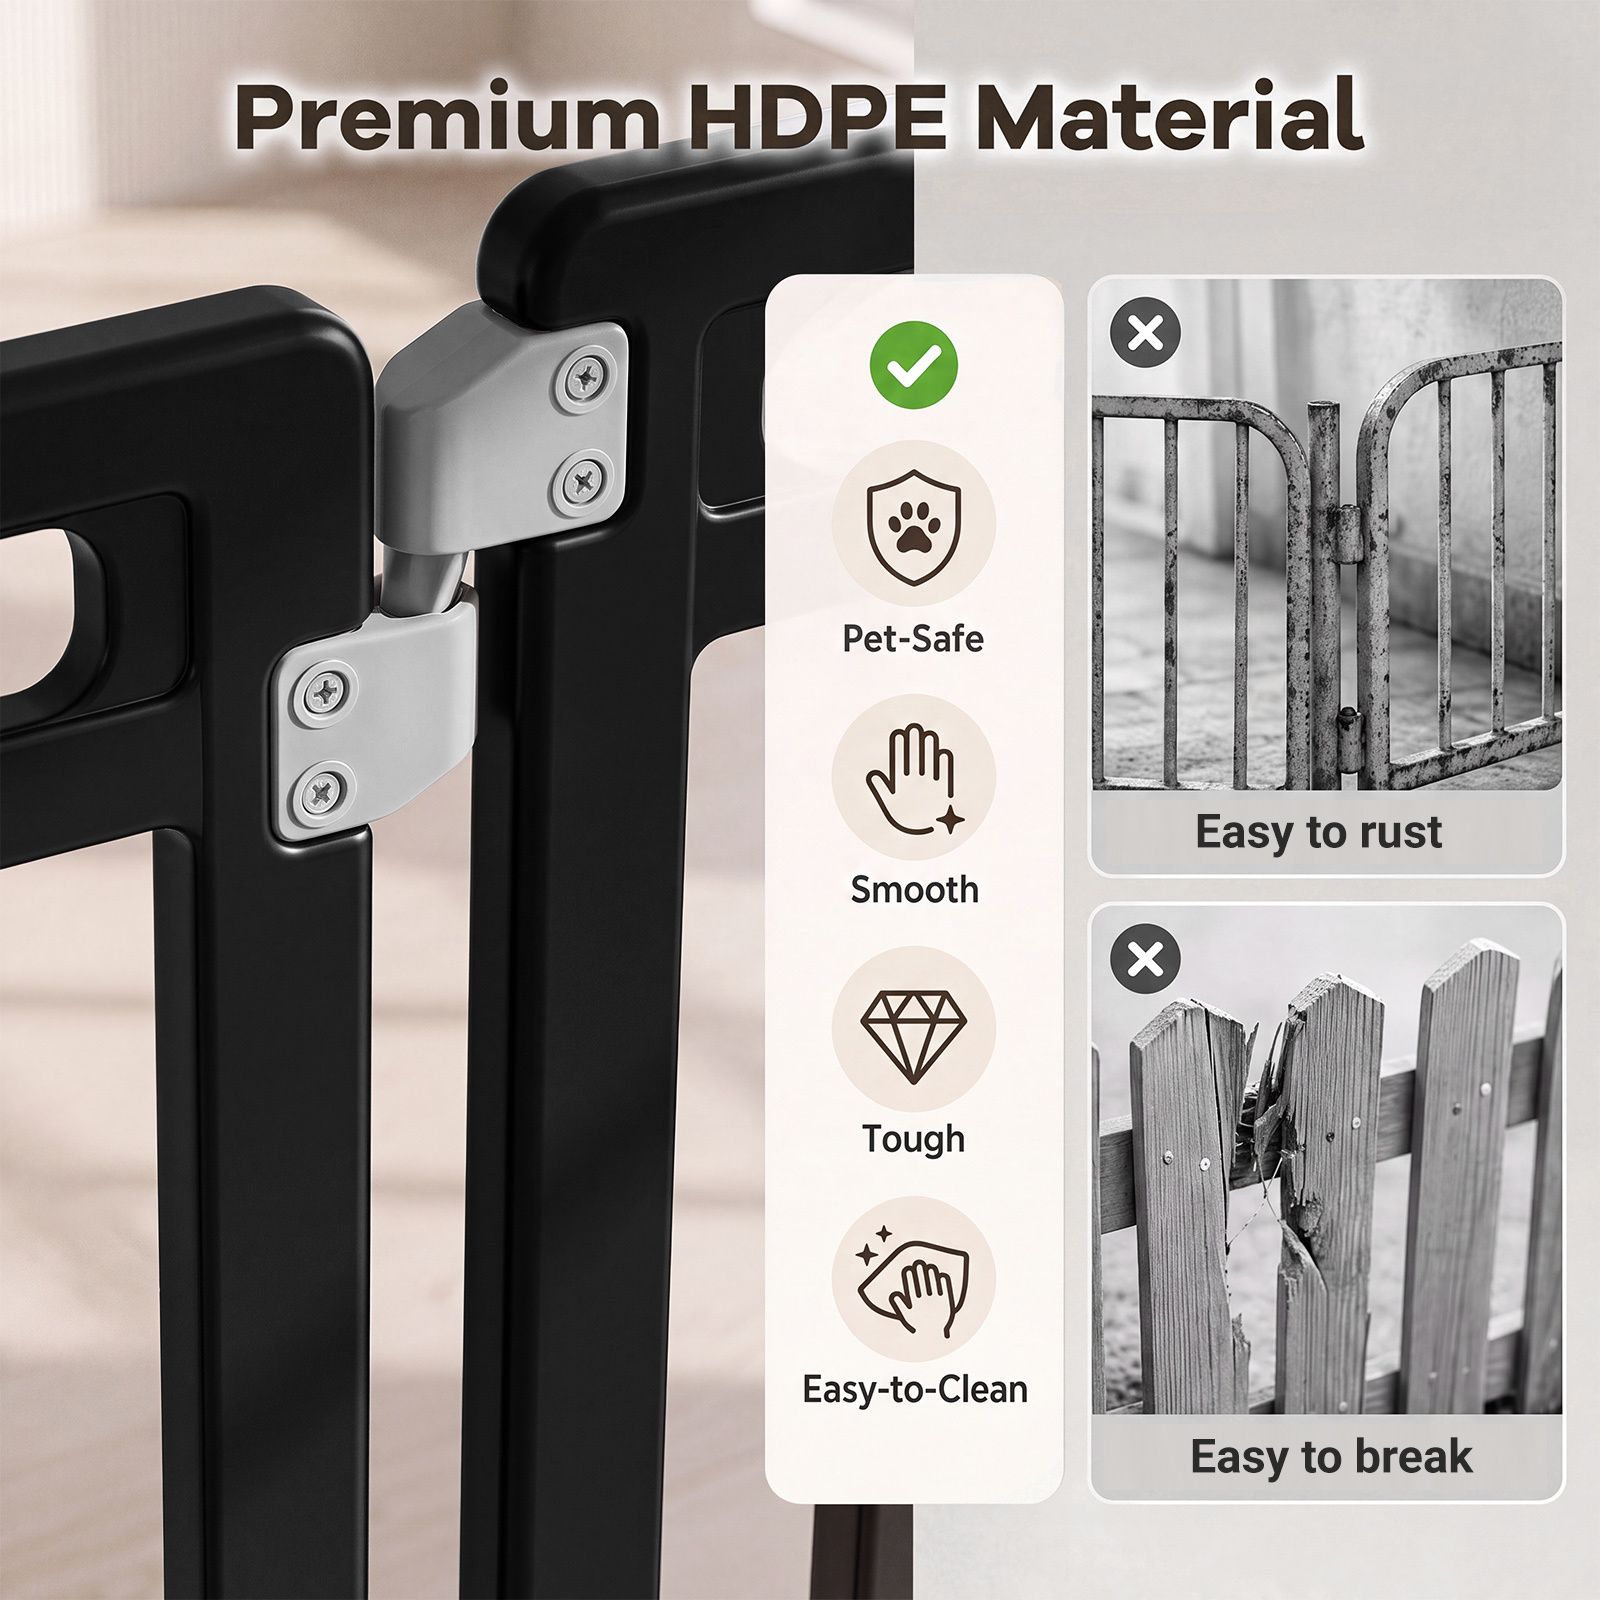 Premium HDPE Material
Pet-Safe
Smooth
Tough
Easy-to-Clean
Easy to rust
Easy to break